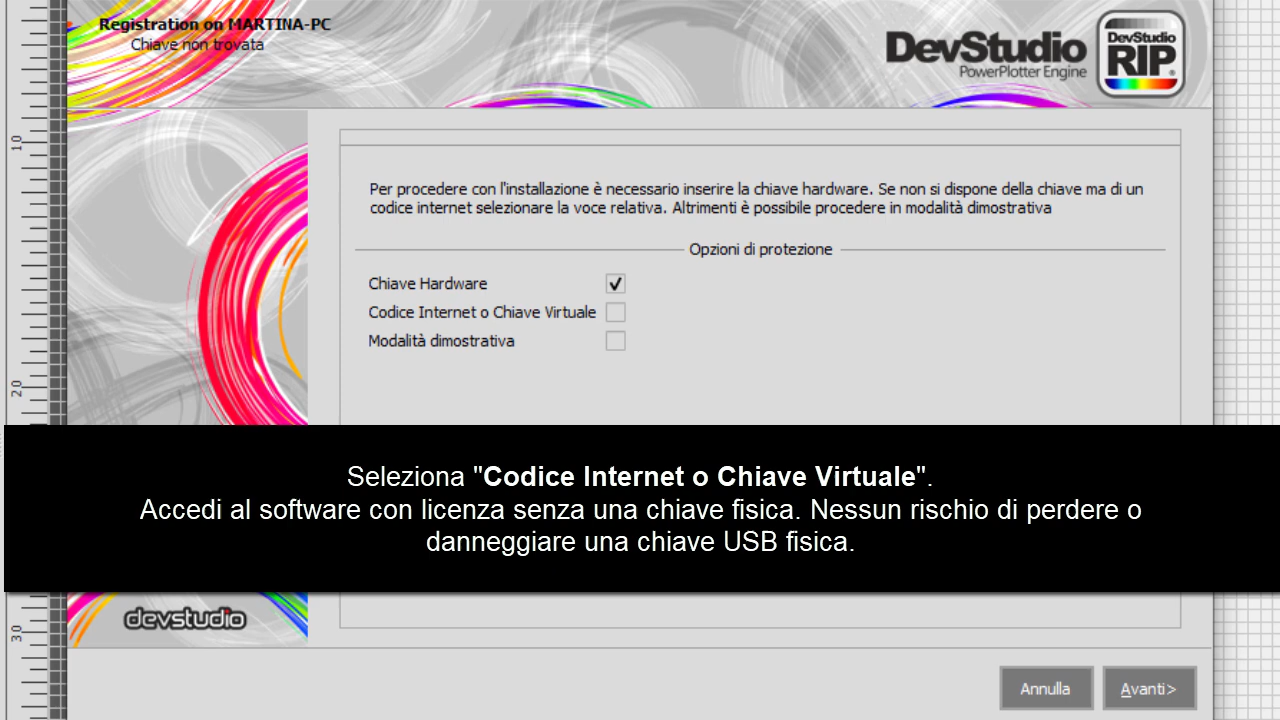 Registration on MARTINA-PC
Chiave non trovata
DevStudio
PowerPlotter Engine
DevStudio
RIP®
10
Per procedere con l'installazione è necessario inserire la chiave hardware. Se non si dispone della chiave ma di un
codice internet selezionare la voce relativa. Altrimenti è possibile procedere in modalità dimostrativa
Opzioni di protezione
Chiave Hardware
Codice Internet o Chiave Virtuale
Modalità dimostrativa
20
Seleziona "Codice Internet o Chiave Virtuale".
Accedi al software con licenza senza una chiave fisica. Nessun rischio di perdere o
danneggiare una chiave USB fisica.
devstudio
30
Annulla
Avanti>